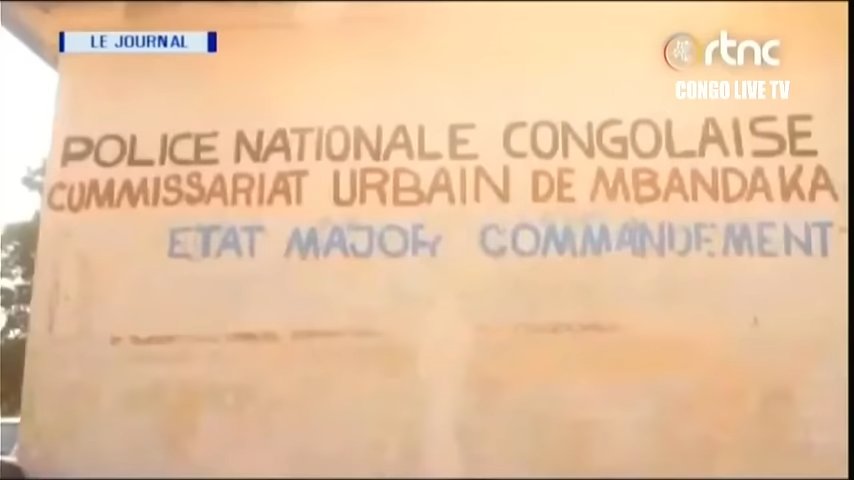 LE JOURNAL
rtnc
CONGO LIVE TV
POLICE NATIONALE CONGOLAISE
CUMMISSARIAT URBAIN DE MBANDAKA
ETAT MAJOR COMMANDEMENT